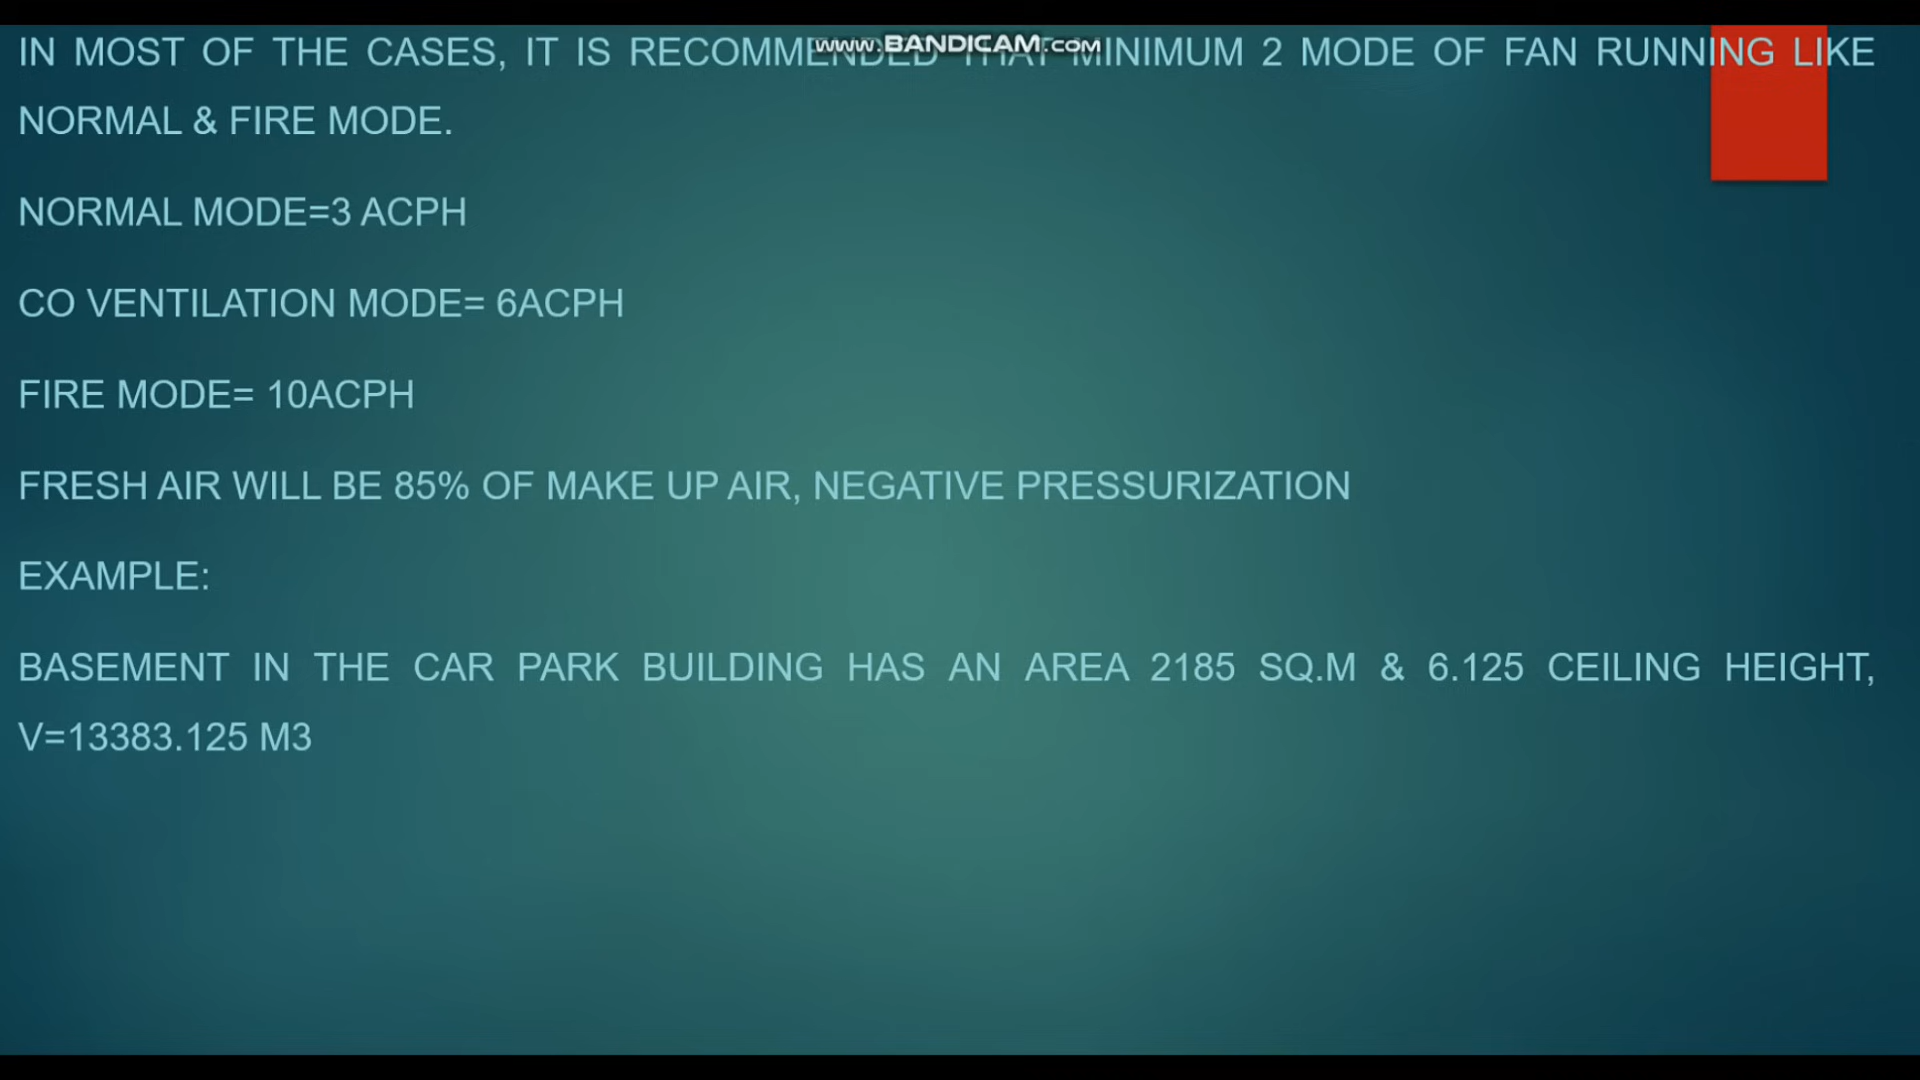 www.BANDICAM.com
IN MOST OF THE CASES, IT IS RECOMMENDED THAT MINIMUM 2 MODE OF FAN RUNNING LIKE
NORMAL & FIRE MODE.
NORMAL MODE=3 ACPH
CO VENTILATION MODE= 6ACPH
FIRE MODE= 10ACPH
FRESH AIR WILL BE 85% OF MAKE UP AIR, NEGATIVE PRESSURIZATION
EXAMPLE:
BASEMENT IN THE CAR PARK BUILDING HAS AN AREA 2185 SQ.M & 6.125 CEILING HEIGHT,
V=13383.125 M3